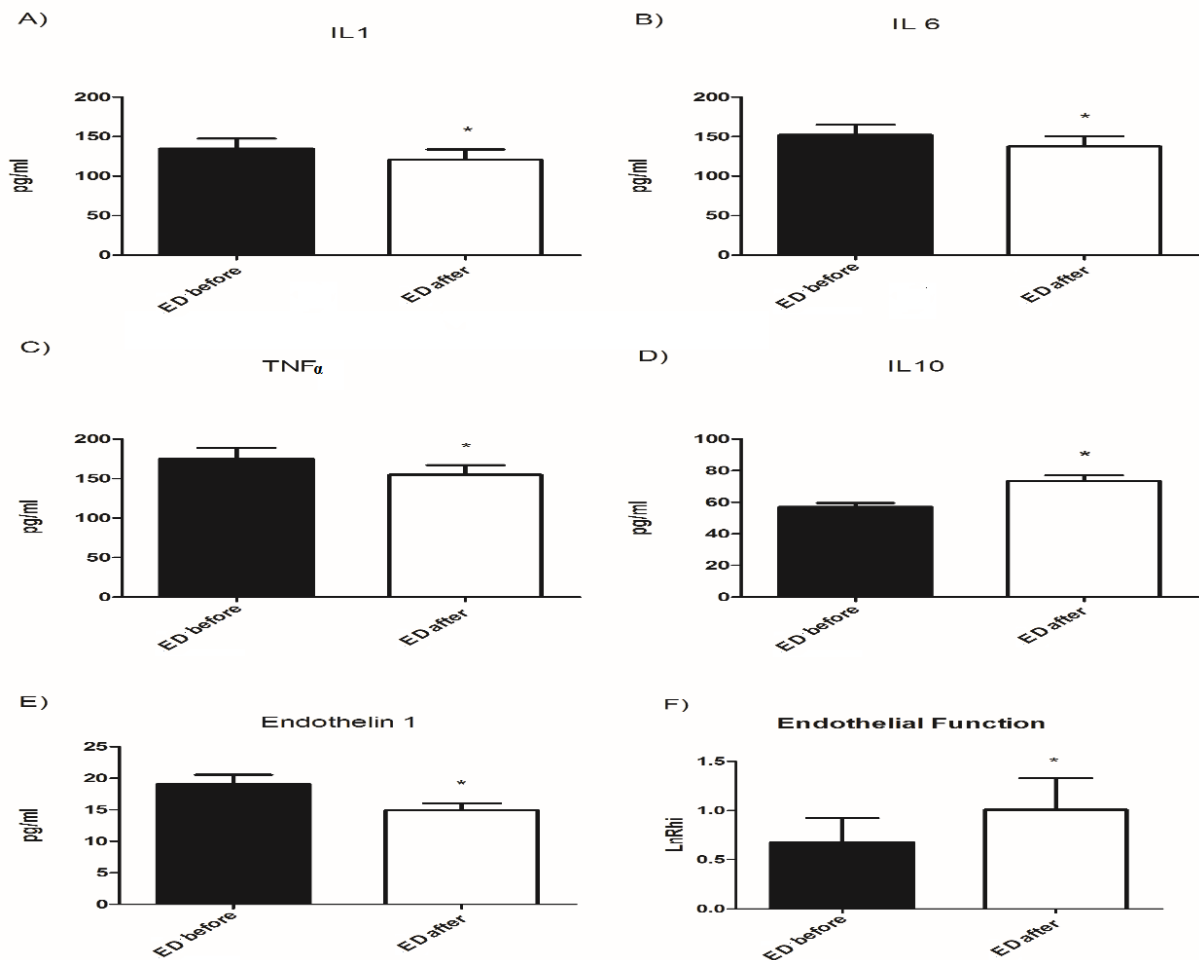 A)
IL1
200
150
100
50
0
pg/ml
*
ED before
ED after
B)
IL 6
200
150
100
50
0
pg/ml
*
ED before
ED after
C)
TNFα
200
150
100
50
0
pg/ml
*
ED before
ED after
D)
IL10
100
80
60
40
20
0
pg/ml
*
ED before
ED after
E)
Endothelin 1
25
20
15
10
5
0
pg/ml
*
ED before
ED after
F)
Endothelial Function
1.5
1.0
0.5
0.0
LnRhi
*
ED before
ED after